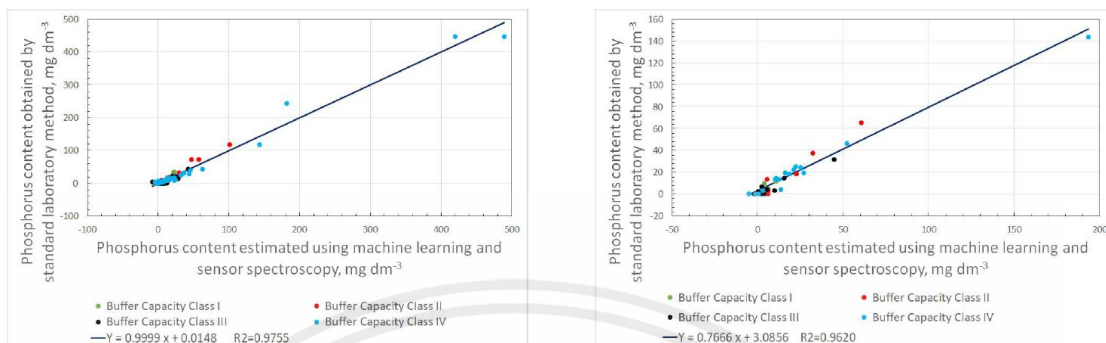 500
400
300
200
100
0
-100
-100
0
100
200
300
400
500
Phosphorus content obtained by
standard laboratory method, mg dm-3
Phosphorus content estimated using machine learning and
sensor spectroscopy, mg dm-3
Buffer Capacity Class I
Buffer Capacity Class II
Buffer Capacity Class III
Buffer Capacity Class IV
Y = 0.9999 x + 0.0148 R2=0.9755
160
140
120
100
80
60
40
20
0
-20
-50
0
50
100
150
200
Phosphorus content obtained by
standard laboratory method, mg dm-3
Phosphorus content estimated using machine learning and
sensor spectroscopy, mg dm-3
Buffer Capacity Class I
Buffer Capacity Class II
Buffer Capacity Class III
Buffer Capacity Class IV
Y = 0.7666 x + 3.0856 R2=0.9620